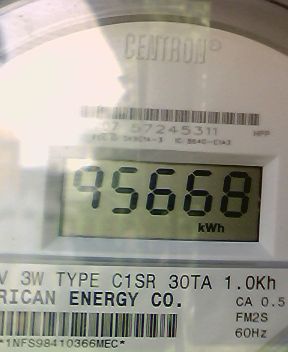 CENTRON®
57245311
HPP
95668
kWh
V 3W TYPE C1SR 30TA 1.0Kh
RICAN ENERGY CO.
CA 0.5
FM2S
60Hz
*1NFS98410366MEC*